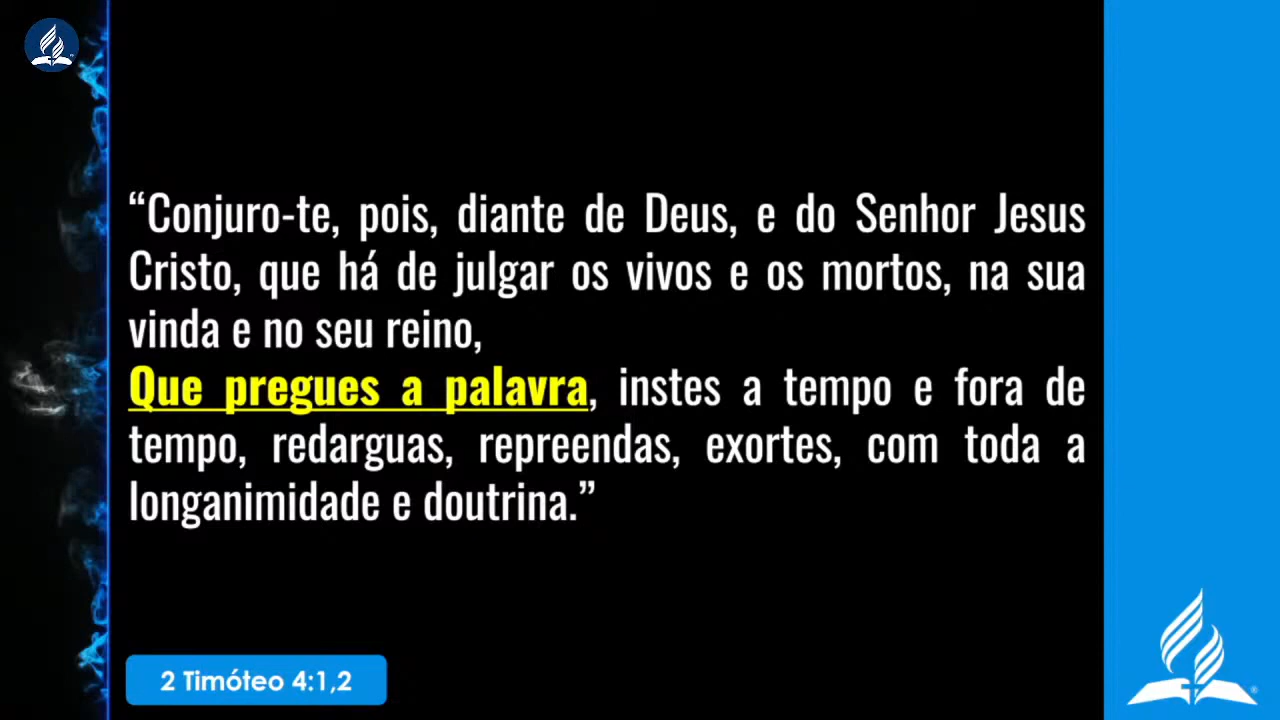 “Conjuro-te, pois, diante de Deus, e do Senhor Jesus
Cristo, que há de julgar os vivos e os mortos, na sua
vinda e no seu reino,
Que pregues a palavra, instes a tempo e fora de
tempo, redarguas, repreendas, exortes, com toda a
longanimidade e doutrina.”
2 Timóteo 4:1,2